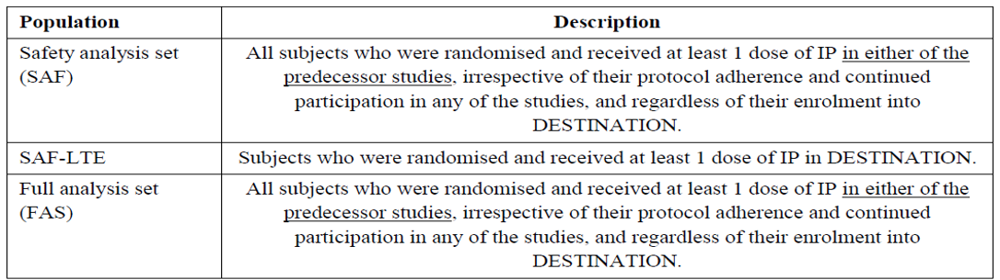 Population Description
Safety analysis set
(SAF)
All subjects who were randomised and received at least 1 dose of IP in either of the
predecessor studies, irrespective of their protocol adherence and continued
participation in any of the studies, and regardless of their enrolment into
DESTINATION.
SAF-LTE Subjects who were randomised and received at least 1 dose of IP in DESTINATION.
Full analysis set
(FAS)
All subjects who were randomised and received at least 1 dose of IP in either of the
predecessor studies, irrespective of their protocol adherence and continued
participation in any of the studies, and regardless of their enrolment into
DESTINATION.